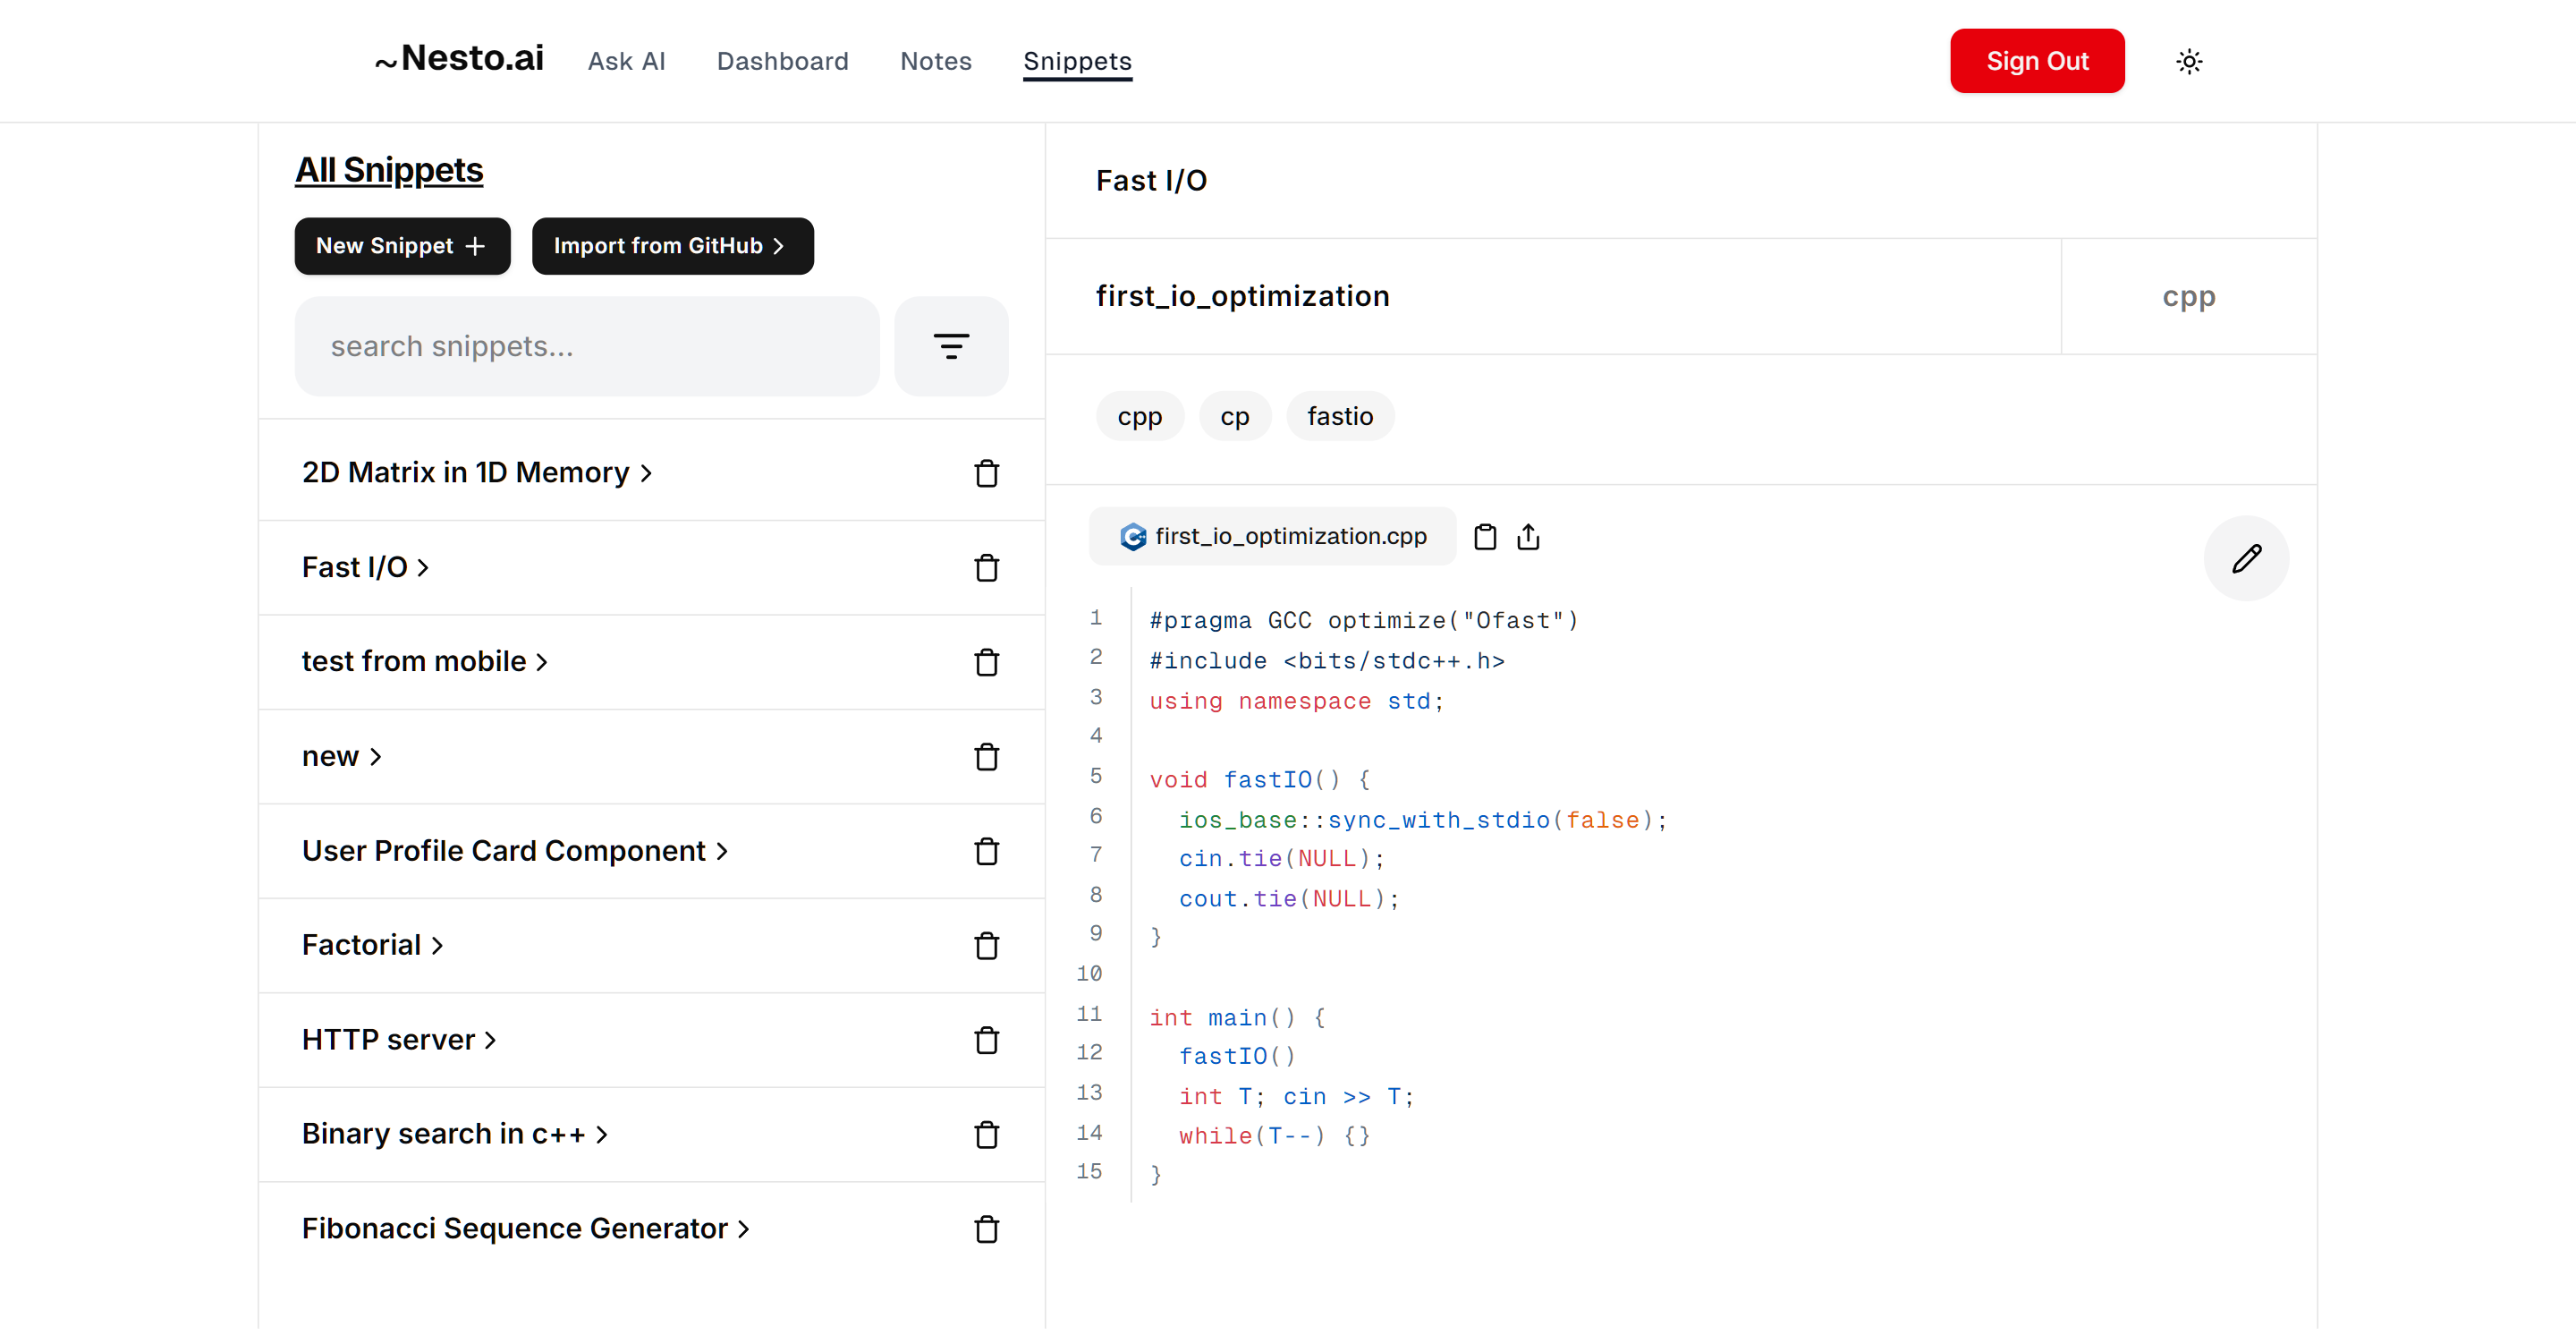 ~Nesto.ai Ask AI Dashboard Notes Snippets Sign Out
All Snippets
New Snippet + Import from GitHub >
search snippets...
2D Matrix in 1D Memory >
Fast I/O >
test from mobile >
new >
User Profile Card Component >
Factorial >
HTTP server >
Binary search in c++ >
Fibonacci Sequence Generator >
Fast I/O
first_io_optimization cpp
cpp cp fastio
first_io_optimization.cpp
1 #pragma GCC optimize("Ofast")
2 #include <bits/stdc++.h>
3 using namespace std;
4
5 void fastIO() {
6   ios_base::sync_with_stdio(false);
7   cin.tie(NULL);
8   cout.tie(NULL);
9 }
10
11 int main() {
12   fastIO()
13   int T; cin >> T;
14   while(T--) {}
15 }